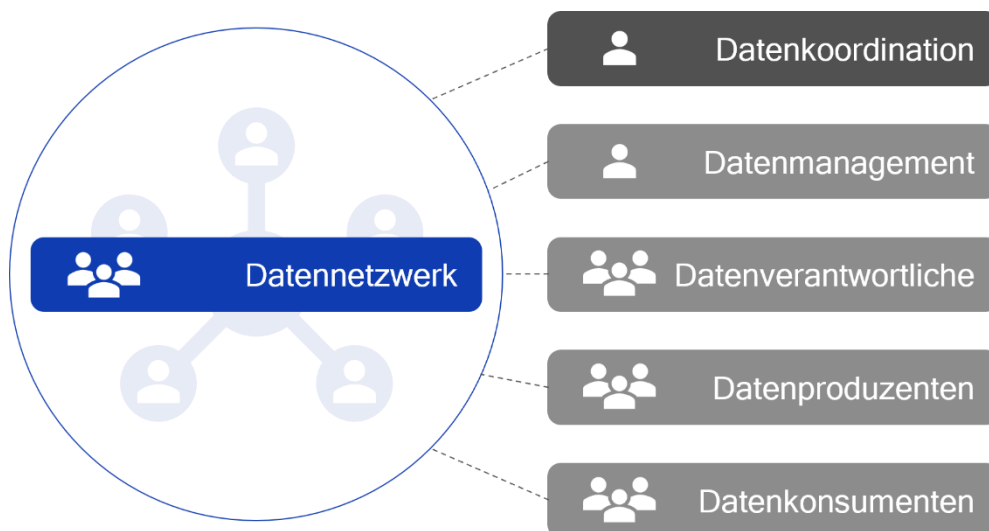 Datenkoordination
Datenmanagement
Datennetzwerk
Datenverantwortliche
Datenproduzenten
Datenkonsumenten